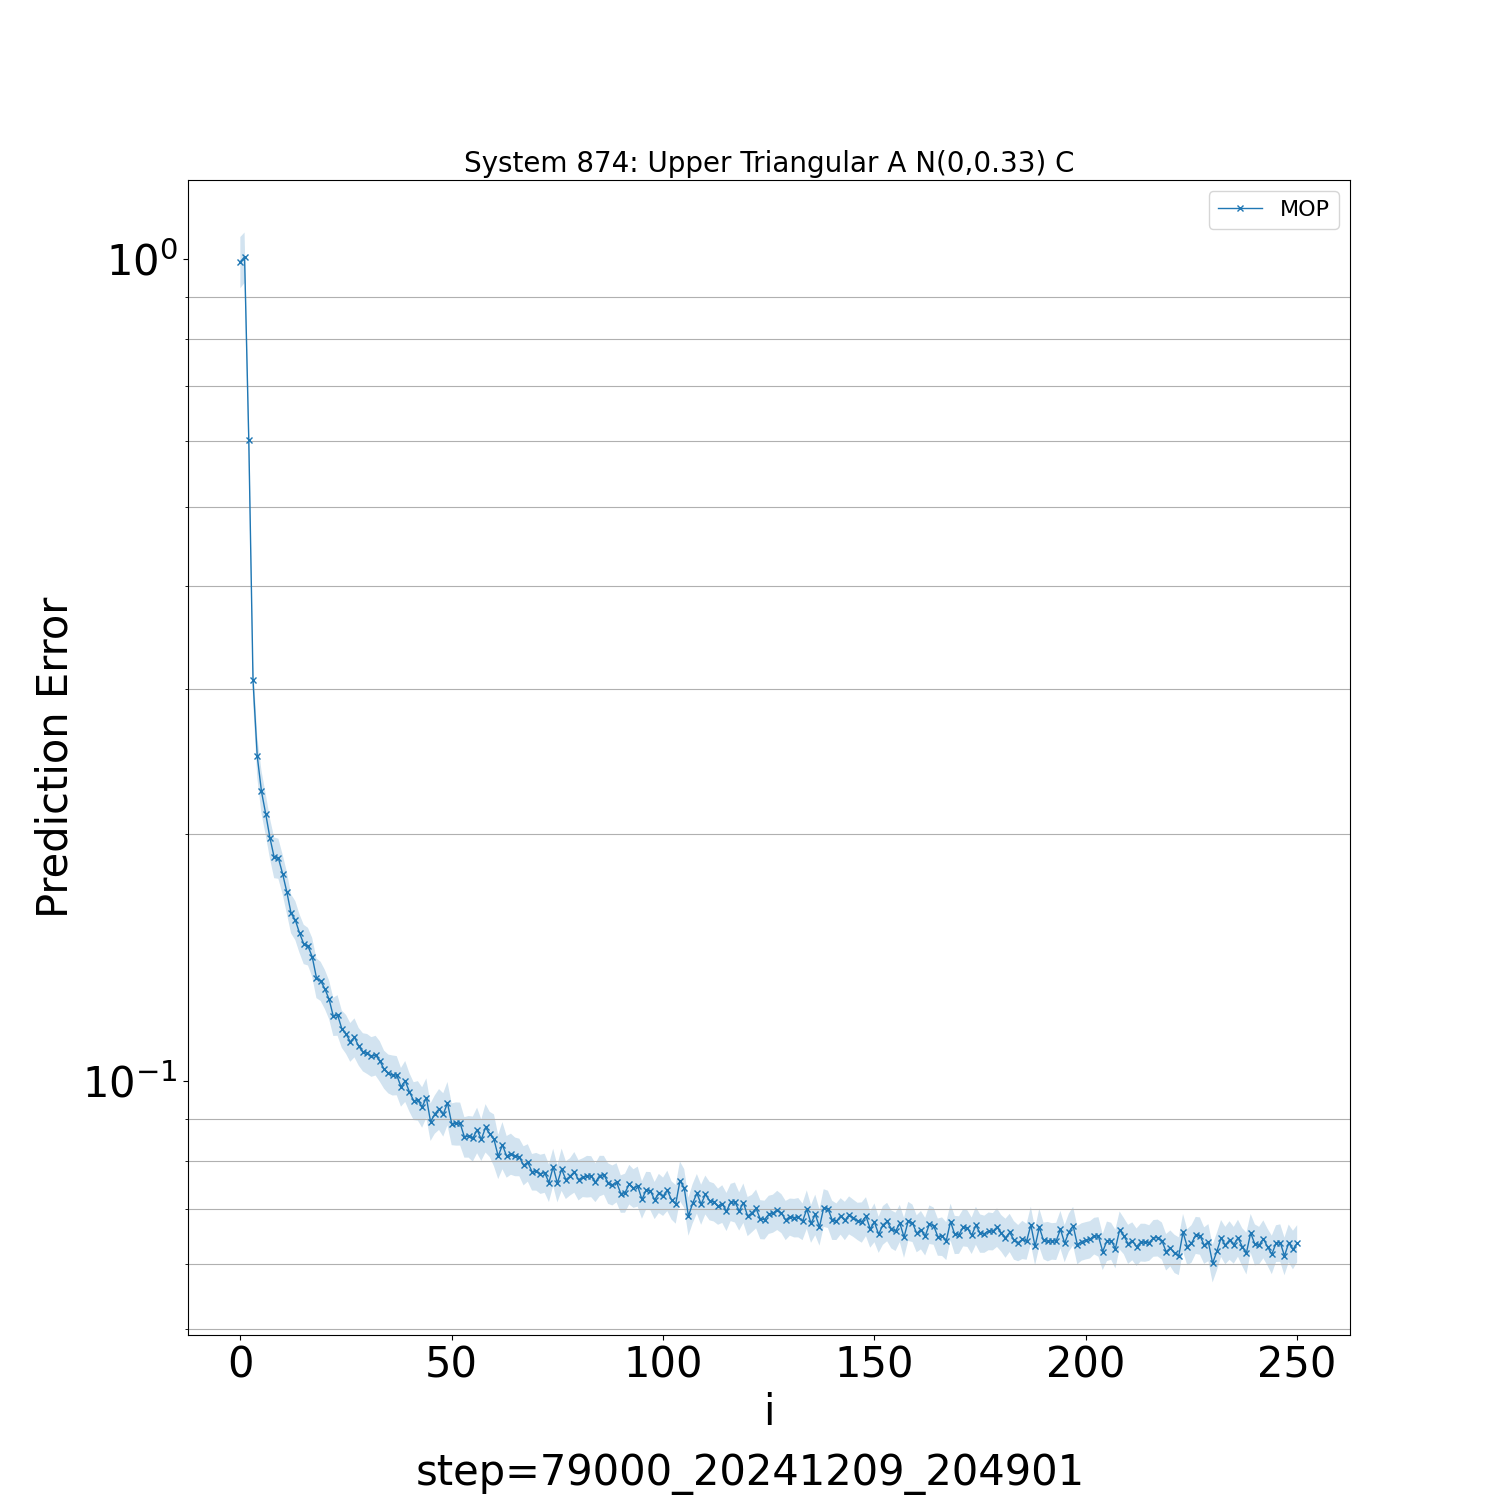 System 874: Upper Triangular A N(0,0.33) C
MOP
10⁰
10⁻¹
Prediction Error
0 50 100 150 200 250
i
step=79000_20241209_204901